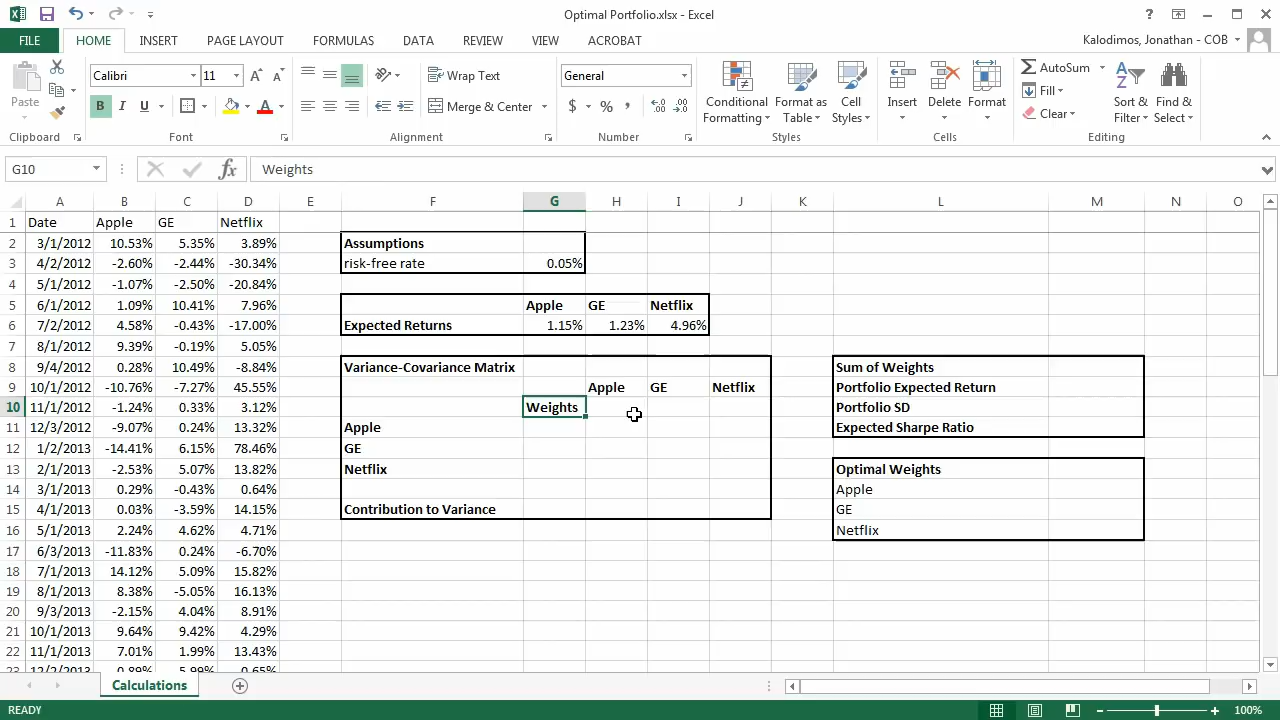 Optimal Portfolio.xlsx - Excel
FILE HOME INSERT PAGE LAYOUT FORMULAS DATA REVIEW VIEW ACROBAT Kalodimos, Jonathan - COB
Paste
Calibri 11
Wrap Text
Merge & Center
General
$ % ,
Conditional Formatting
Format as Table
Cell Styles
Insert Delete Format
AutoSum
Fill
Clear
Sort & Filter
Find & Select
Clipboard Font Alignment Number Styles Cells Editing
G10 fx Weights
A B C D E F G H I J K L M N O
1 Date Apple GE Netflix
2 3/1/2012 10.53% 5.35% 3.89% Assumptions
3 4/2/2012 -2.60% -2.44% -30.34% risk-free rate 0.05%
4 5/1/2012 -1.07% -2.50% -20.84%
5 6/1/2012 1.09% 10.41% 7.96% Apple GE Netflix
6 7/2/2012 4.58% -0.43% -17.00% Expected Returns 1.15% 1.23% 4.96%
7 8/1/2012 9.39% -0.19% 5.05%
8 9/4/2012 0.28% 10.49% -8.84% Variance-Covariance Matrix Sum of Weights
9 10/1/2012 -10.76% -7.27% 45.55% Apple GE Netflix Portfolio Expected Return
10 11/1/2012 -1.24% 0.33% 3.12% Weights Portfolio SD
11 12/3/2012 -9.07% 0.24% 13.32% Apple Expected Sharpe Ratio
12 1/2/2013 -14.41% 6.15% 78.46% GE
13 2/1/2013 -2.53% 5.07% 13.82% Netflix Optimal Weights
14 3/1/2013 0.29% -0.43% 0.64% Apple
15 4/1/2013 0.03% -3.59% 14.15% Contribution to Variance GE
16 5/1/2013 2.24% 4.62% 4.71% Netflix
17 6/3/2013 -11.83% 0.24% -6.70%
18 7/1/2013 14.12% 5.09% 15.82%
19 8/1/2013 8.38% -5.05% 16.13%
20 9/3/2013 -2.15% 4.04% 8.91%
21 10/1/2013 9.64% 9.42% 4.29%
22 11/1/2013 7.01% 1.99% 13.43%
Calculations
READY 100%